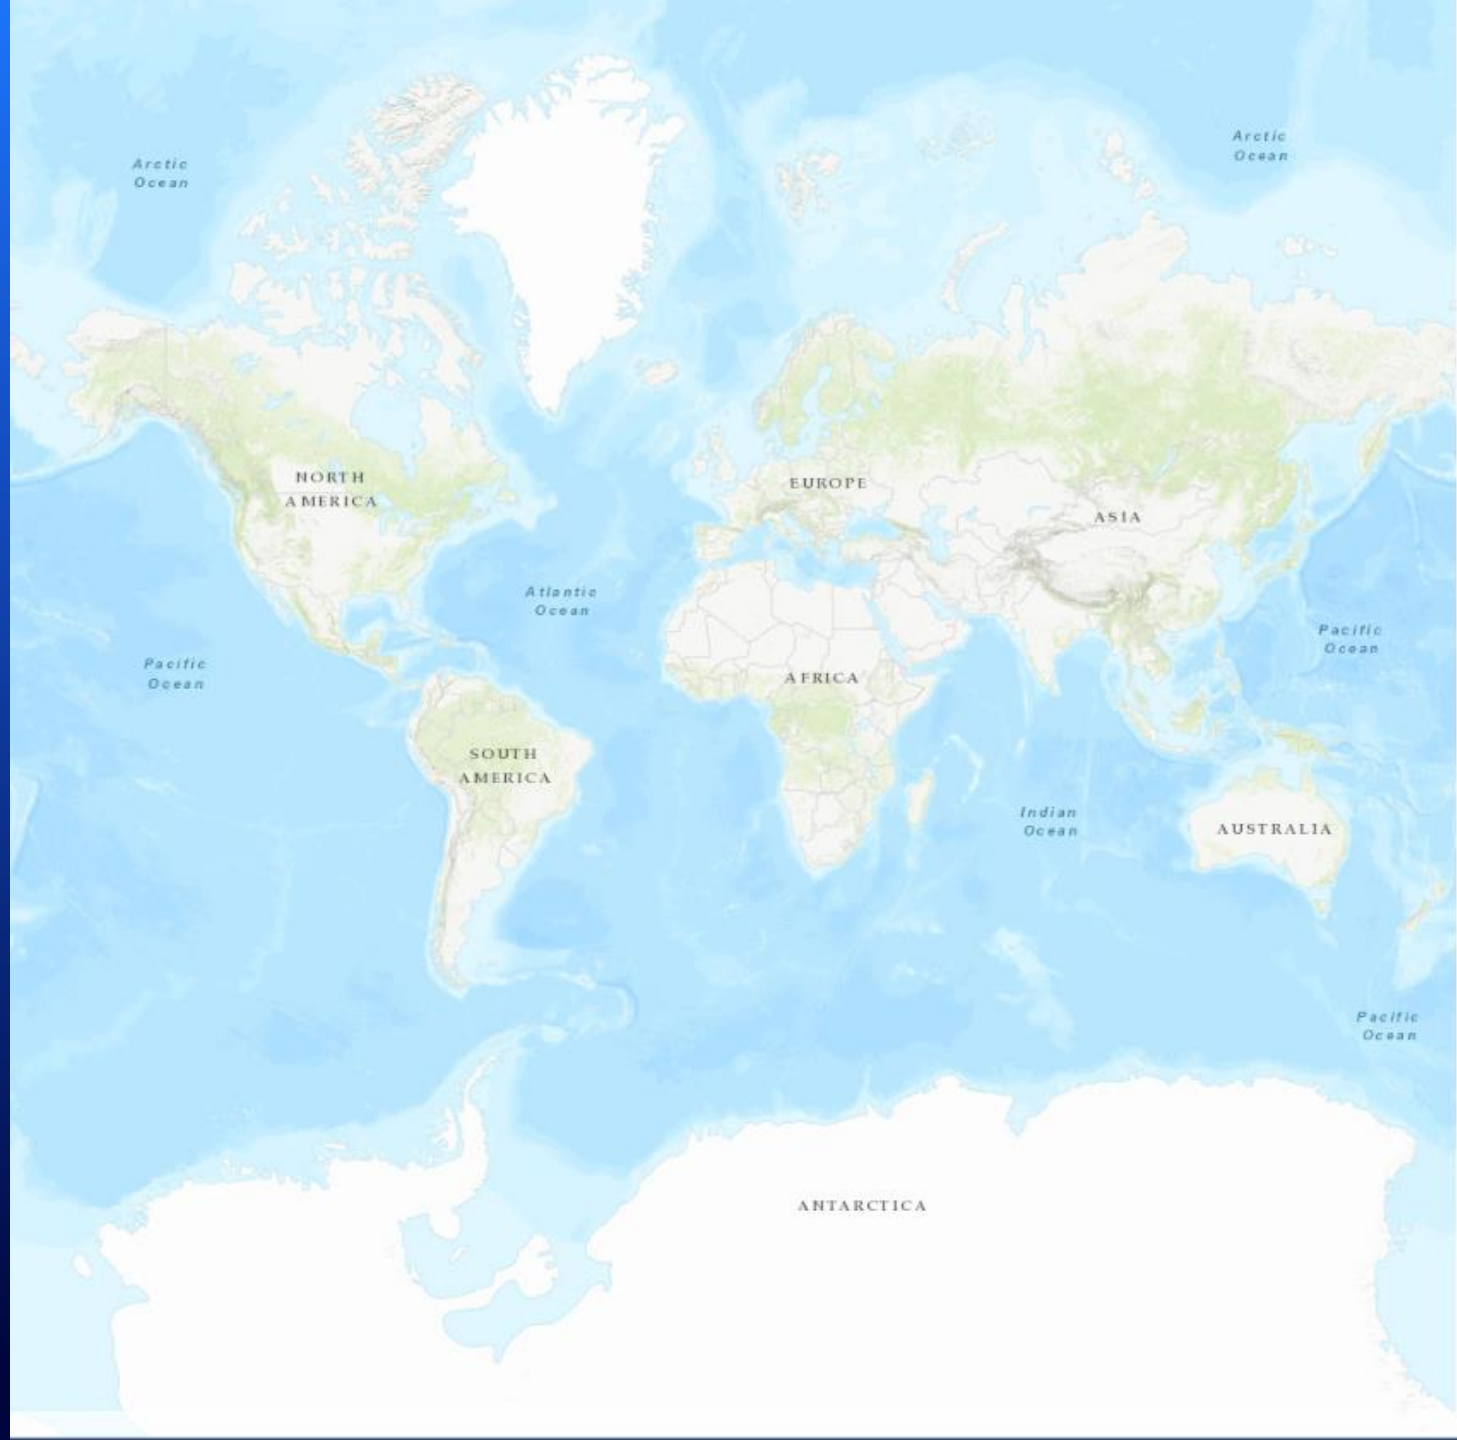 Arctic
Ocean
Arctic
Ocean
NORTH
AMERICA
EUROPE
ASIA
Atlantic
Ocean
Pacific
Ocean
Pacific
Ocean
AFRICA
SOUTH
AMERICA
Indian
Ocean
AUSTRALIA
Pacific
Ocean
ANTARCTICA